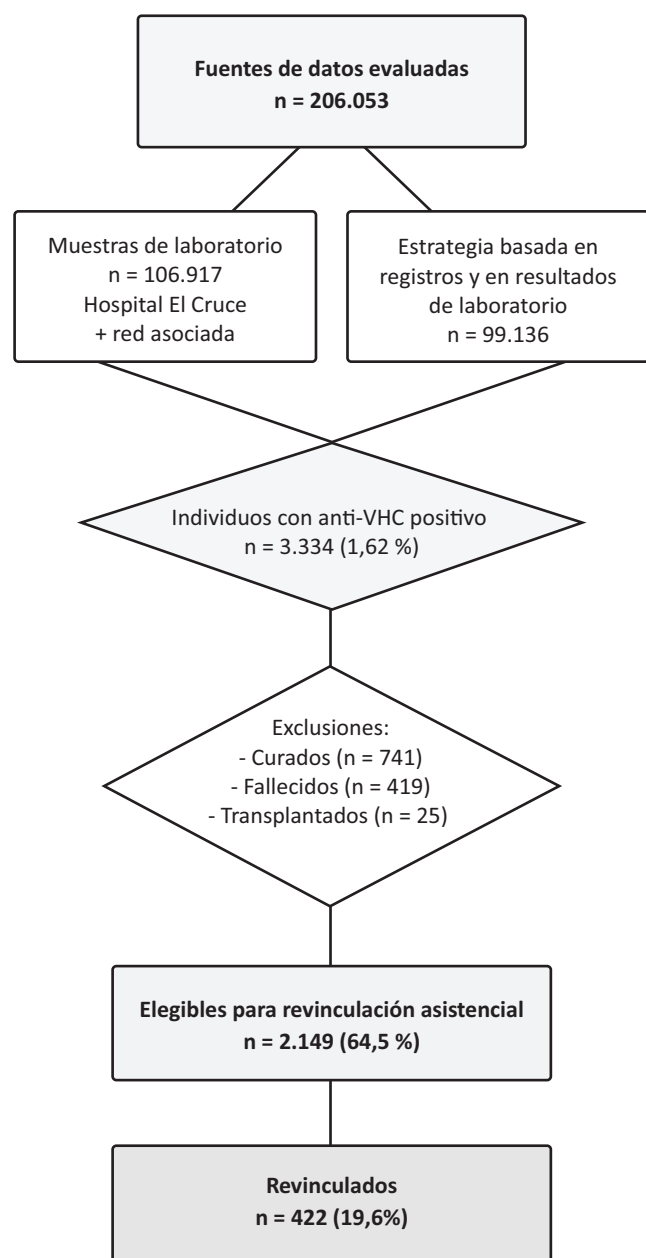 Fuentes de datos evaluadas
n = 206.053
Muestras de laboratorio
n = 106.917
Hospital El Cruce
+ red asociada
Estrategia basada en
registros y en resultados
de laboratorio
n = 99.136
Individuos con anti-VHC positivo
n = 3.334 (1,62 %)
Exclusiones:
- Curados (n = 741)
- Fallecidos (n = 419)
- Transplantados (n = 25)
Elegibles para revinculación asistencial
n = 2.149 (64,5 %)
Revinculados
n = 422 (19,6%)